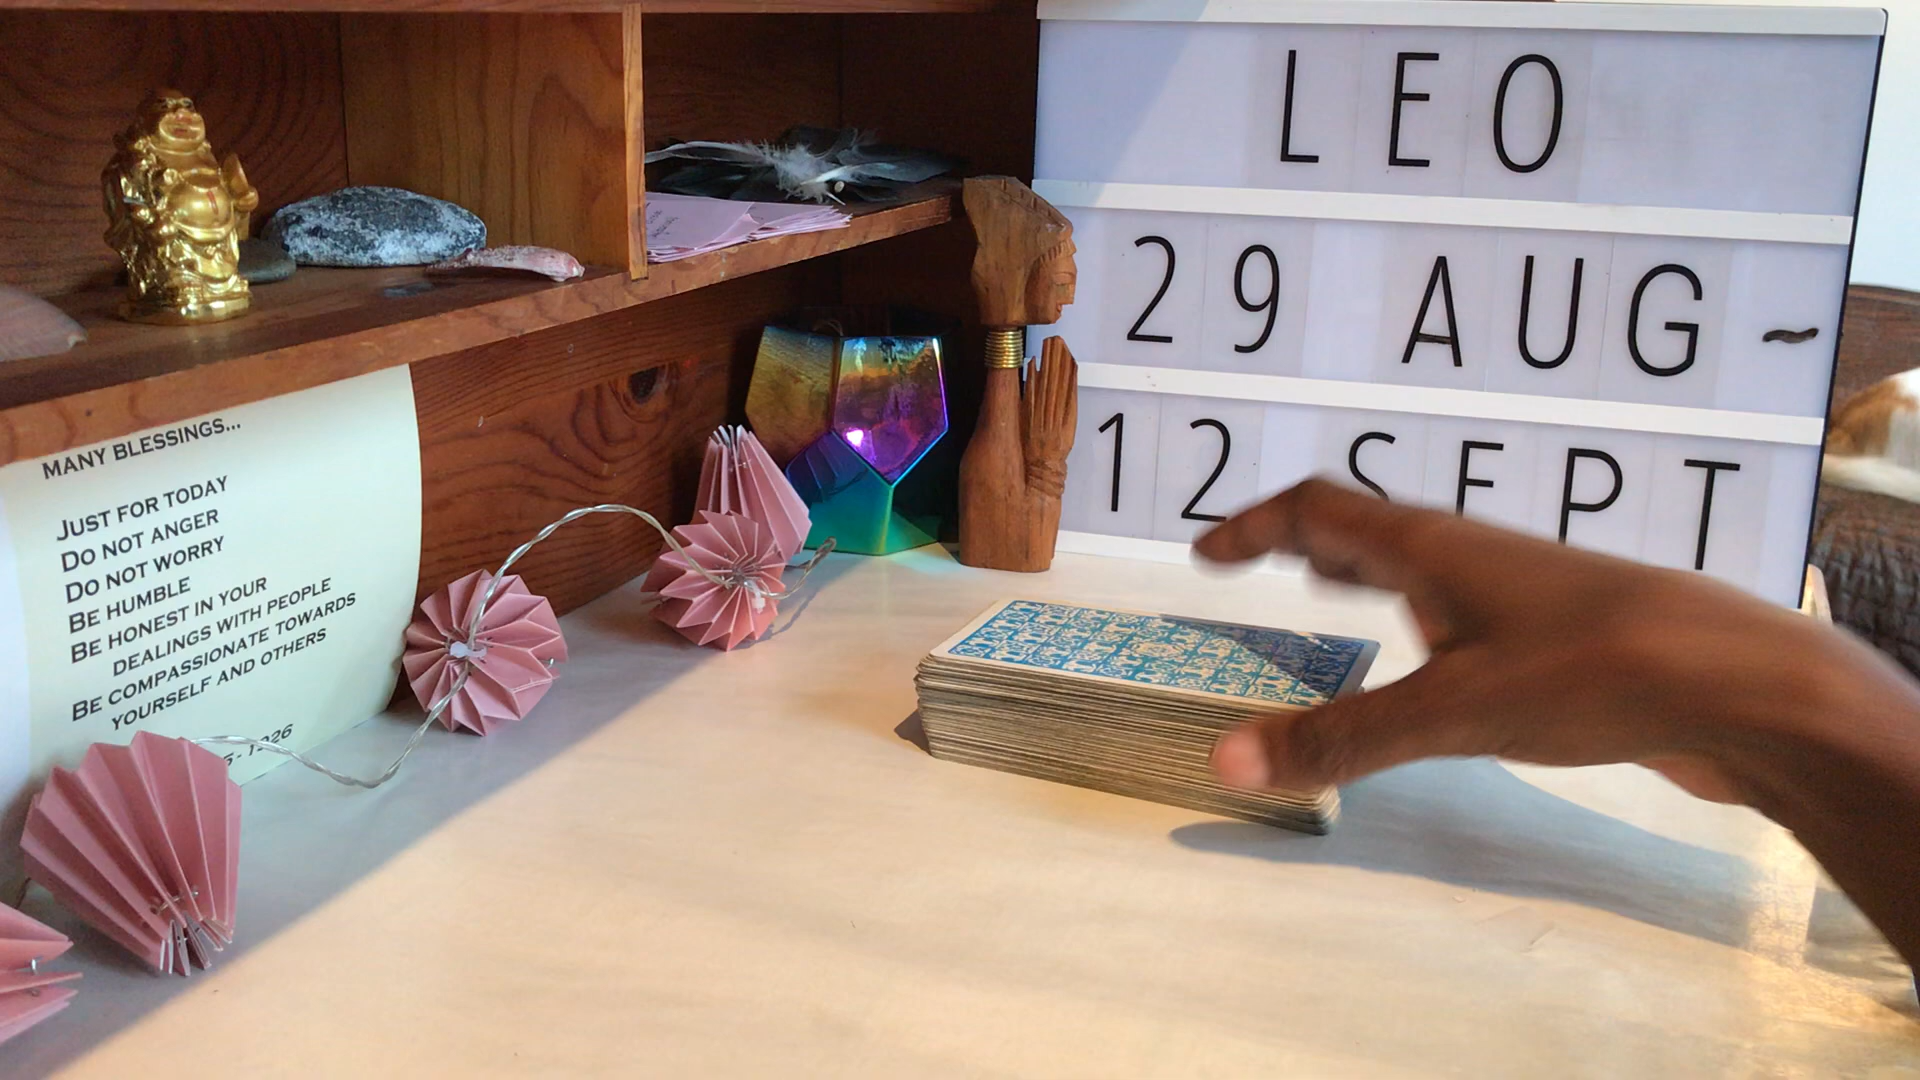 LEO
29 AUG ~
12 SEPT
MANY BLESSINGS...
JUST FOR TODAY
DO NOT ANGER
DO NOT WORRY
BE HUMBLE
BE HONEST IN YOUR
DEALINGS WITH PEOPLE
BE COMPASSIONATE TOWARDS
YOURSELF AND OTHERS